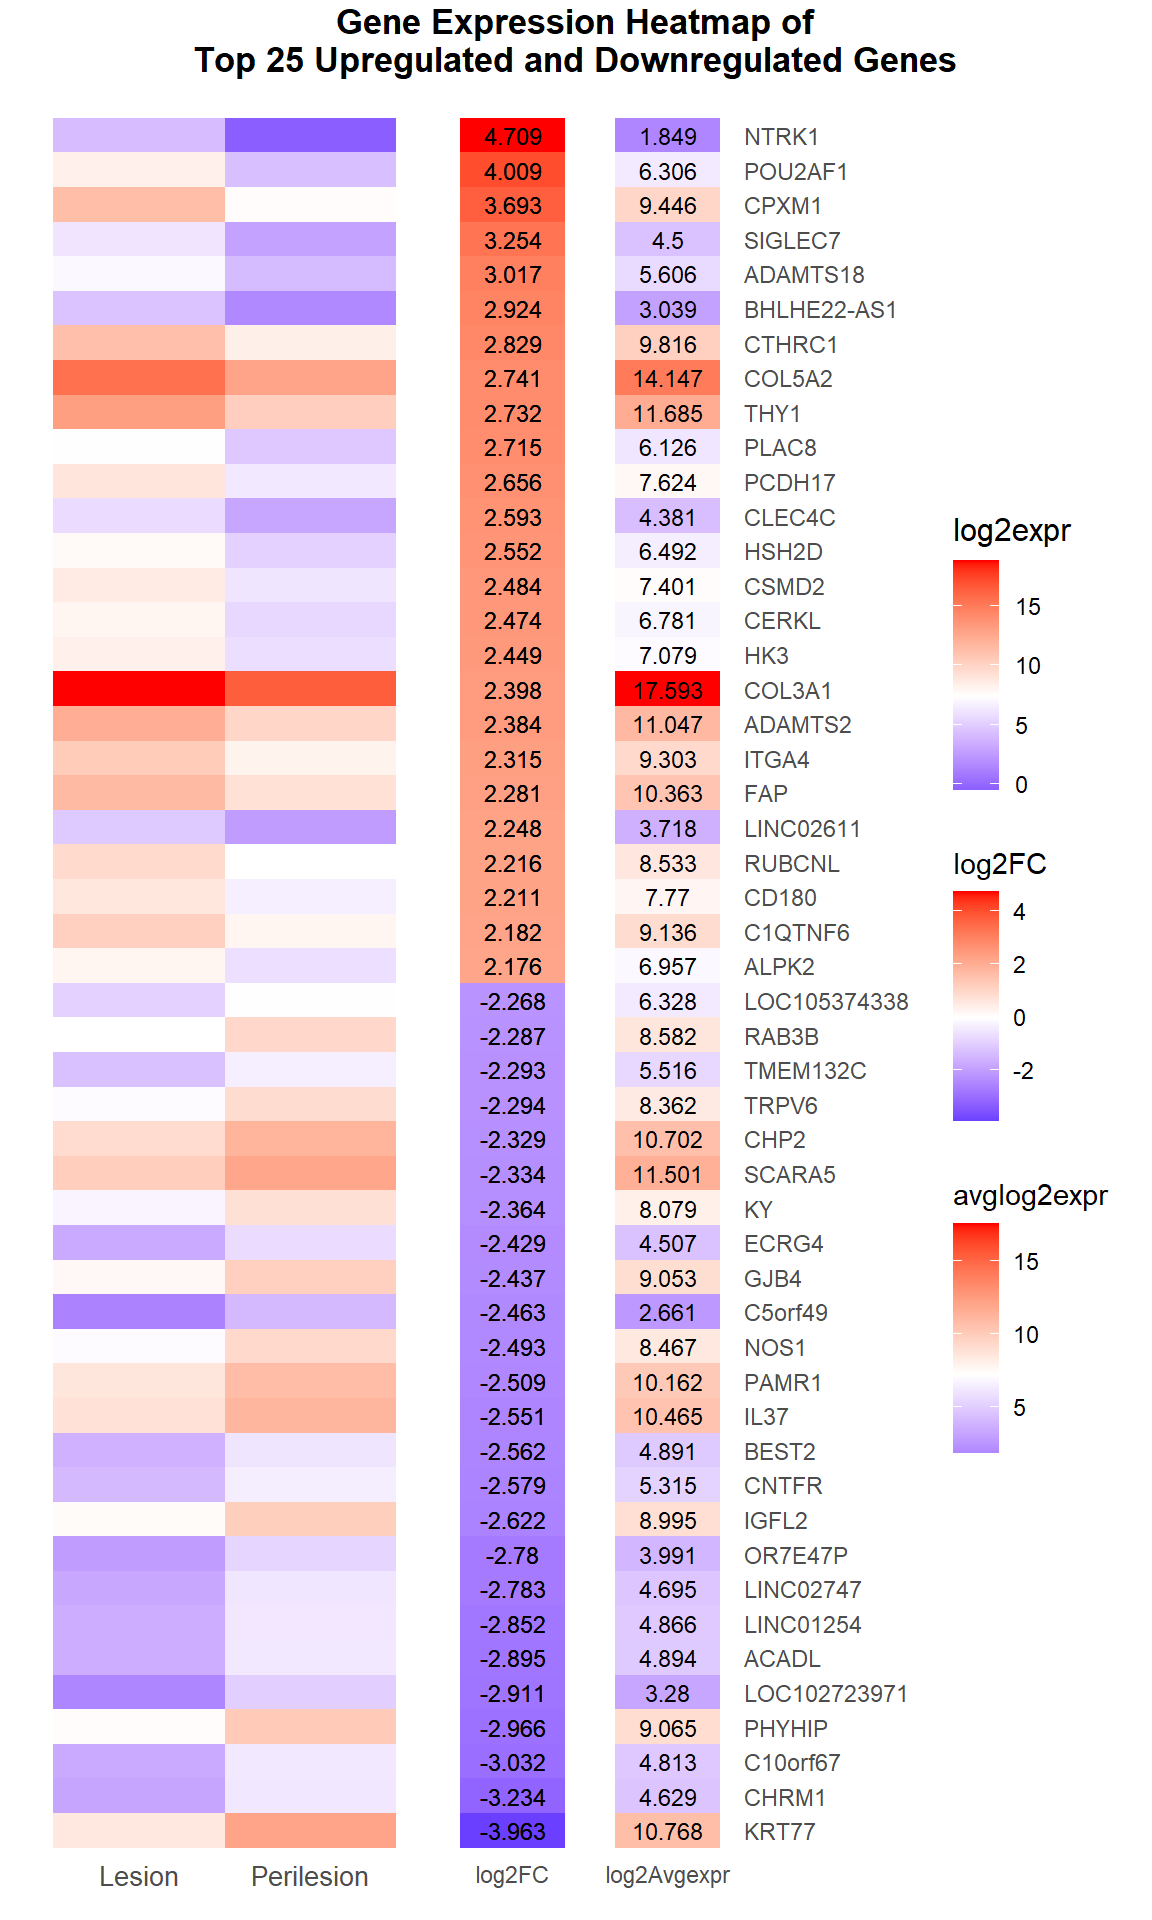 Gene Expression Heatmap of
Top 25 Upregulated and Downregulated Genes
4.709 1.849 NTRK1
4.009 6.306 POU2AF1
3.693 9.446 CPXM1
3.254 4.5 SIGLEC7
3.017 5.606 ADAMTS18
2.924 3.039 BHLHE22-AS1
2.829 9.816 CTHRC1
2.741 14.147 COL5A2
2.732 11.685 THY1
2.715 6.126 PLAC8
2.656 7.624 PCDH17
2.593 4.381 CLEC4C
2.552 6.492 HSH2D
2.484 7.401 CSMD2
2.474 6.781 CERKL
2.449 7.079 HK3
2.398 17.593 COL3A1
2.384 11.047 ADAMTS2
2.315 9.303 ITGA4
2.281 10.363 FAP
2.248 3.718 LINC02611
2.216 8.533 RUBCNL
2.211 7.77 CD180
2.182 9.136 C1QTNF6
2.176 6.957 ALPK2
-2.268 6.328 LOC105374338
-2.287 8.582 RAB3B
-2.293 5.516 TMEM132C
-2.294 8.362 TRPV6
-2.329 10.702 CHP2
-2.334 11.501 SCARA5
-2.364 8.079 KY
-2.429 4.507 ECRG4
-2.437 9.053 GJB4
-2.463 2.661 C5orf49
-2.493 8.467 NOS1
-2.509 10.162 PAMR1
-2.551 10.465 IL37
-2.562 4.891 BEST2
-2.579 5.315 CNTFR
-2.622 8.995 IGFL2
-2.78 3.991 OR7E47P
-2.783 4.695 LINC02747
-2.852 4.866 LINC01254
-2.895 4.894 ACADL
-2.911 3.28 LOC102723971
-2.966 9.065 PHYHIP
-3.032 4.813 C10orf67
-3.234 4.629 CHRM1
-3.963 10.768 KRT77
Lesion Perilesion log2FC log2Avgexpr
log2expr
15
10
5
0
log2FC
4
2
0
-2
avglog2expr
15
10
5